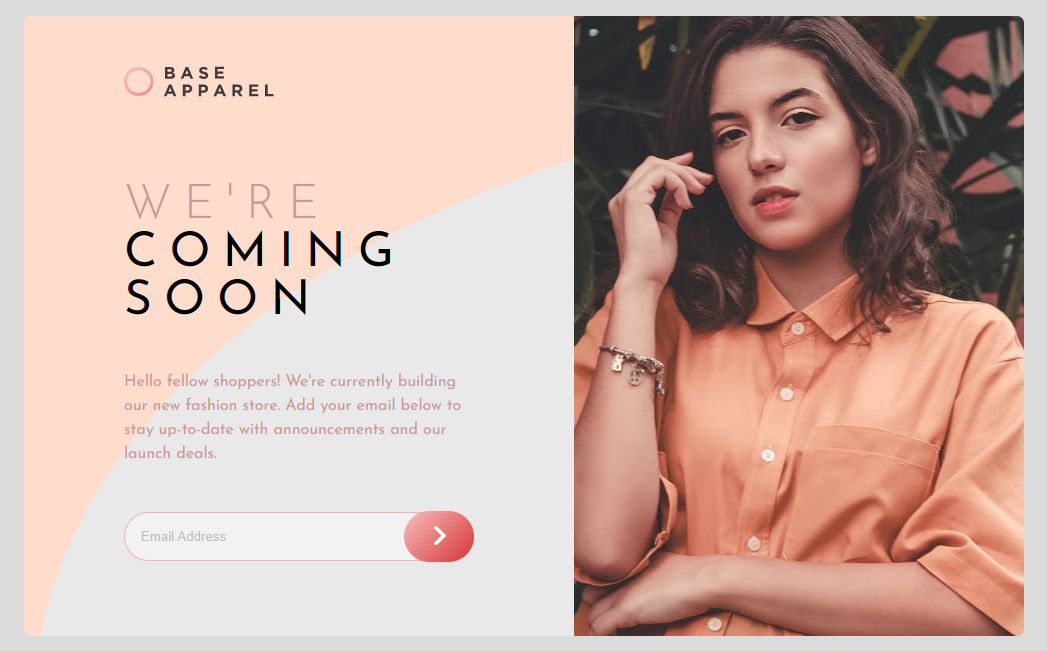 BASE
APPAREL
WE'RE
COMING
SOON
Hello fellow shoppers! We're currently building
our new fashion store. Add your email below to
stay up-to-date with announcements and our
launch deals.
Email Address